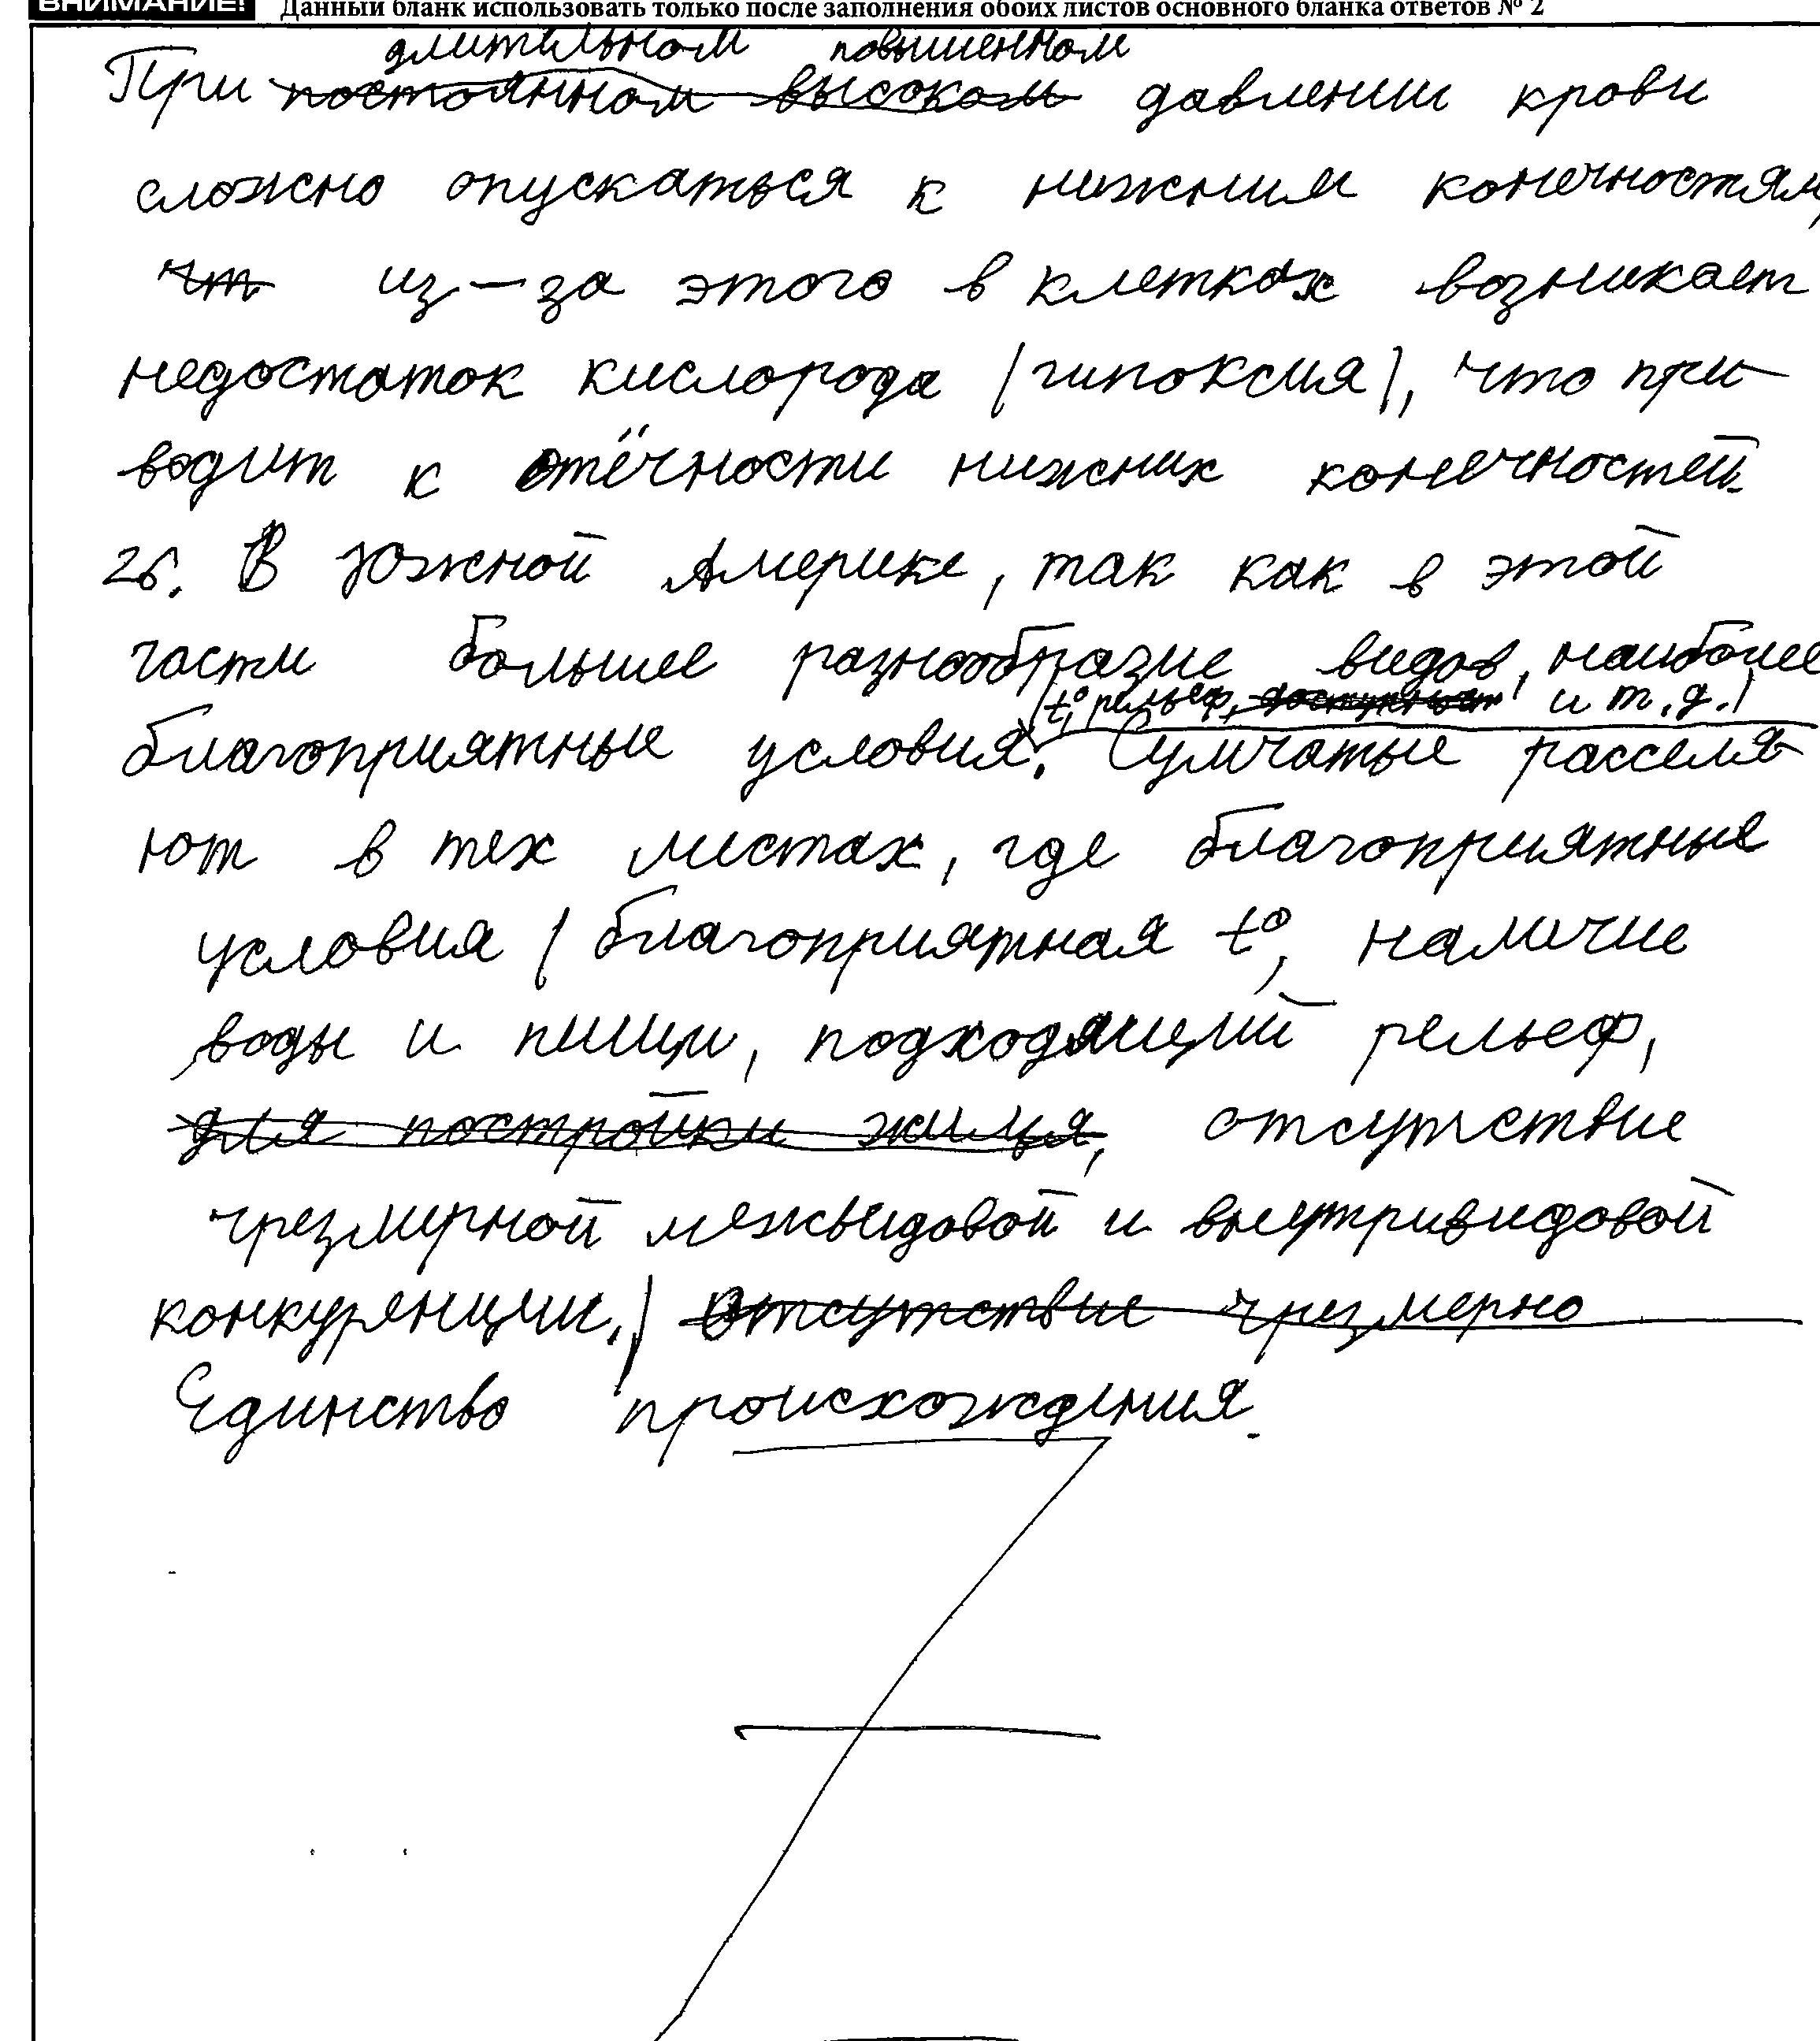 ВНИМАНИЕ! Данный бланк использовать только после заполнения обоих листов основного бланка ответов № 2
длительном повышенном
При постоянном высоком давлении крови
сложно опускаться к нижним конечностям,
чт из-за этого в клетках возникает
недостаток кислорода (гипоксия), что при-
водит к отёчности нижних конечностей.
26. В Южной Америке, так как в этой
части большее разнообразие видов, наиболее
(t°, рельеф, и т.д.)
благоприятные условия. Сумчатые расселя-
ют в тех местах, где благоприятные
условия (благоприятная t°, наличие
воды и пищи, подходящий рельеф,
для постройки жилья, отсутствие
чрезмерной межвидовой и внутривидовой
конкуренции.) Отсутствие чрезмерно
Единство происхождения.